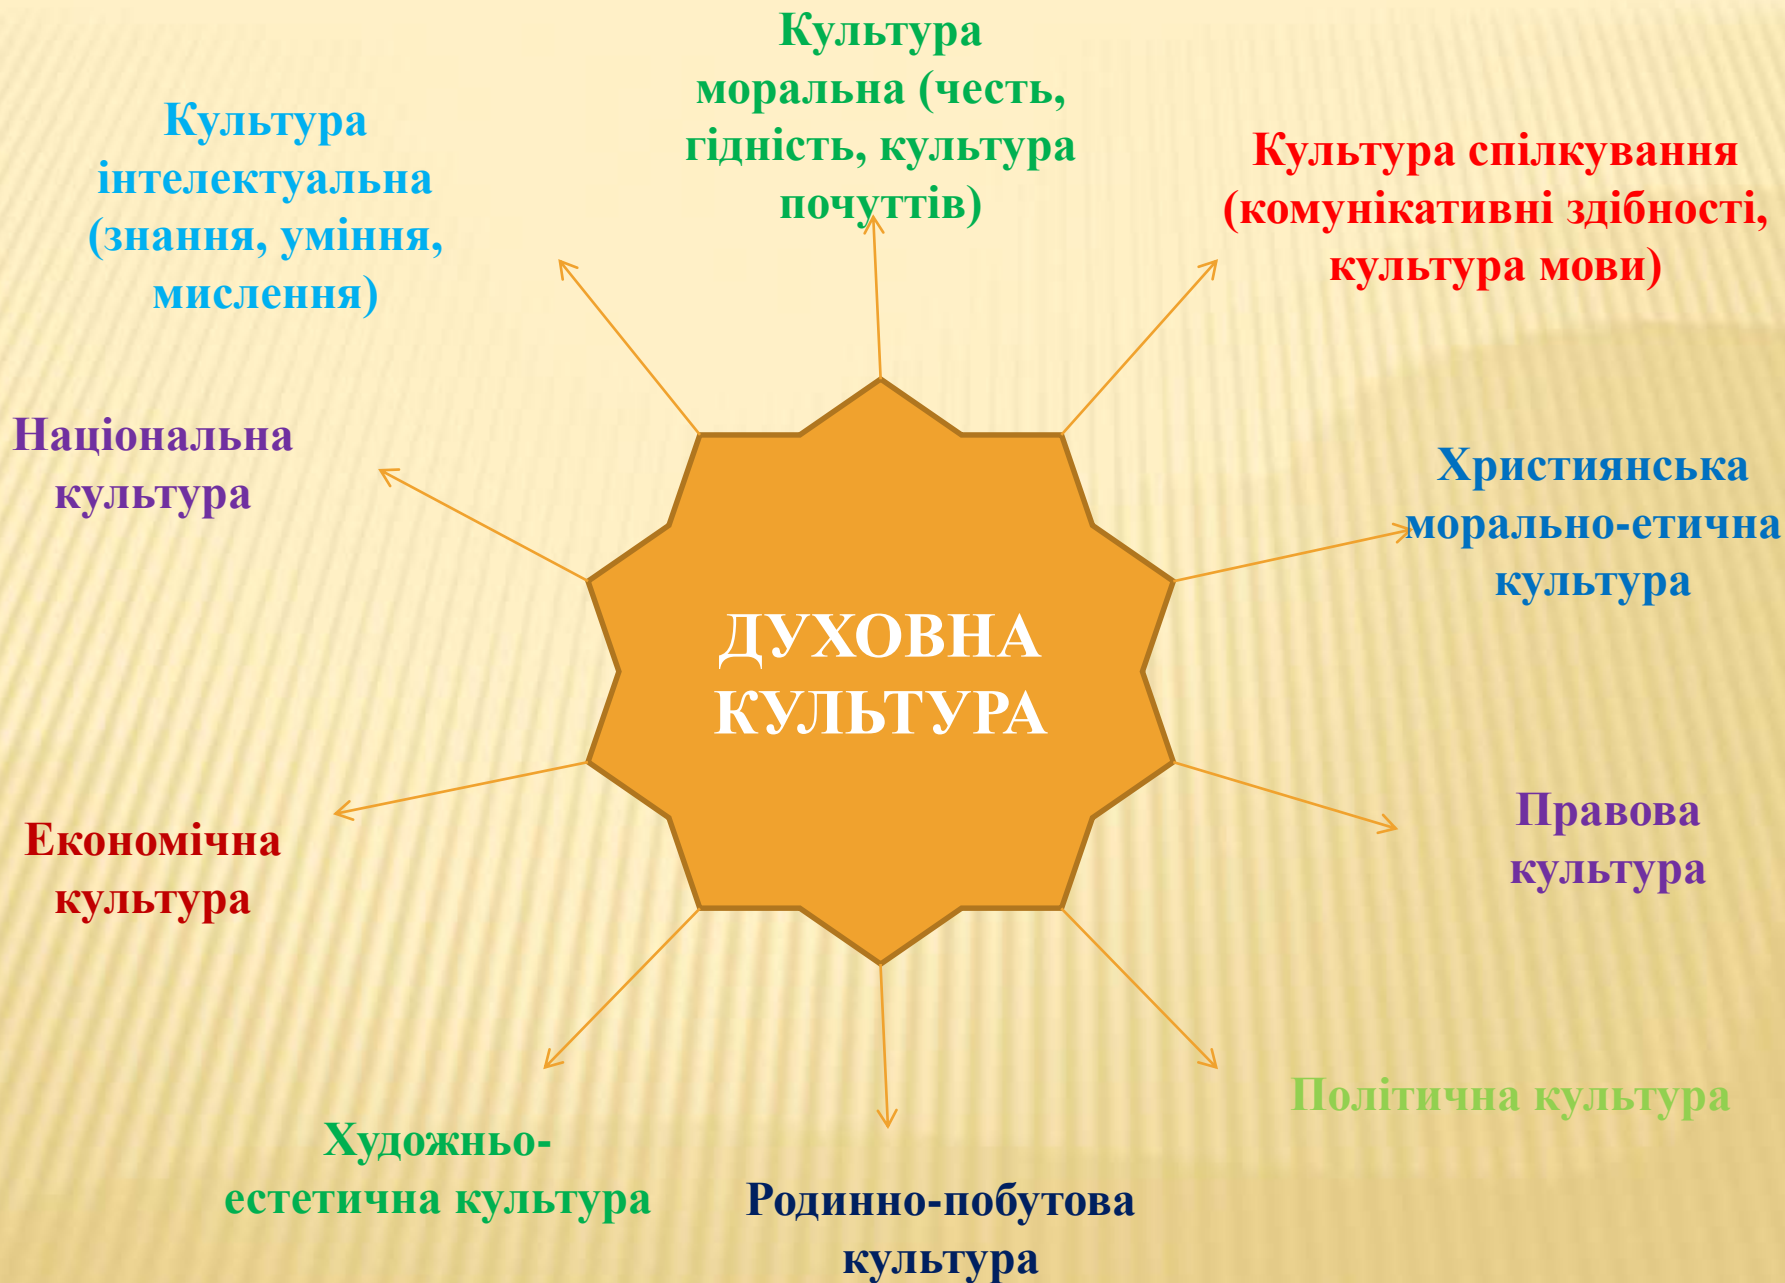 Культура
моральна (честь,
гідність, культура
почуттів)
Культура
інтелектуальна
(знання, уміння,
мислення)
Культура спілкування
(комунікативні здібності,
культура мови)
Національна
культура
Християнська
морально-етична
культура
ДУХОВНА
КУЛЬТУРА
Економічна
культура
Правова
культура
Політична культура
Художньо-
естетична культура
Родинно-побутова
культура